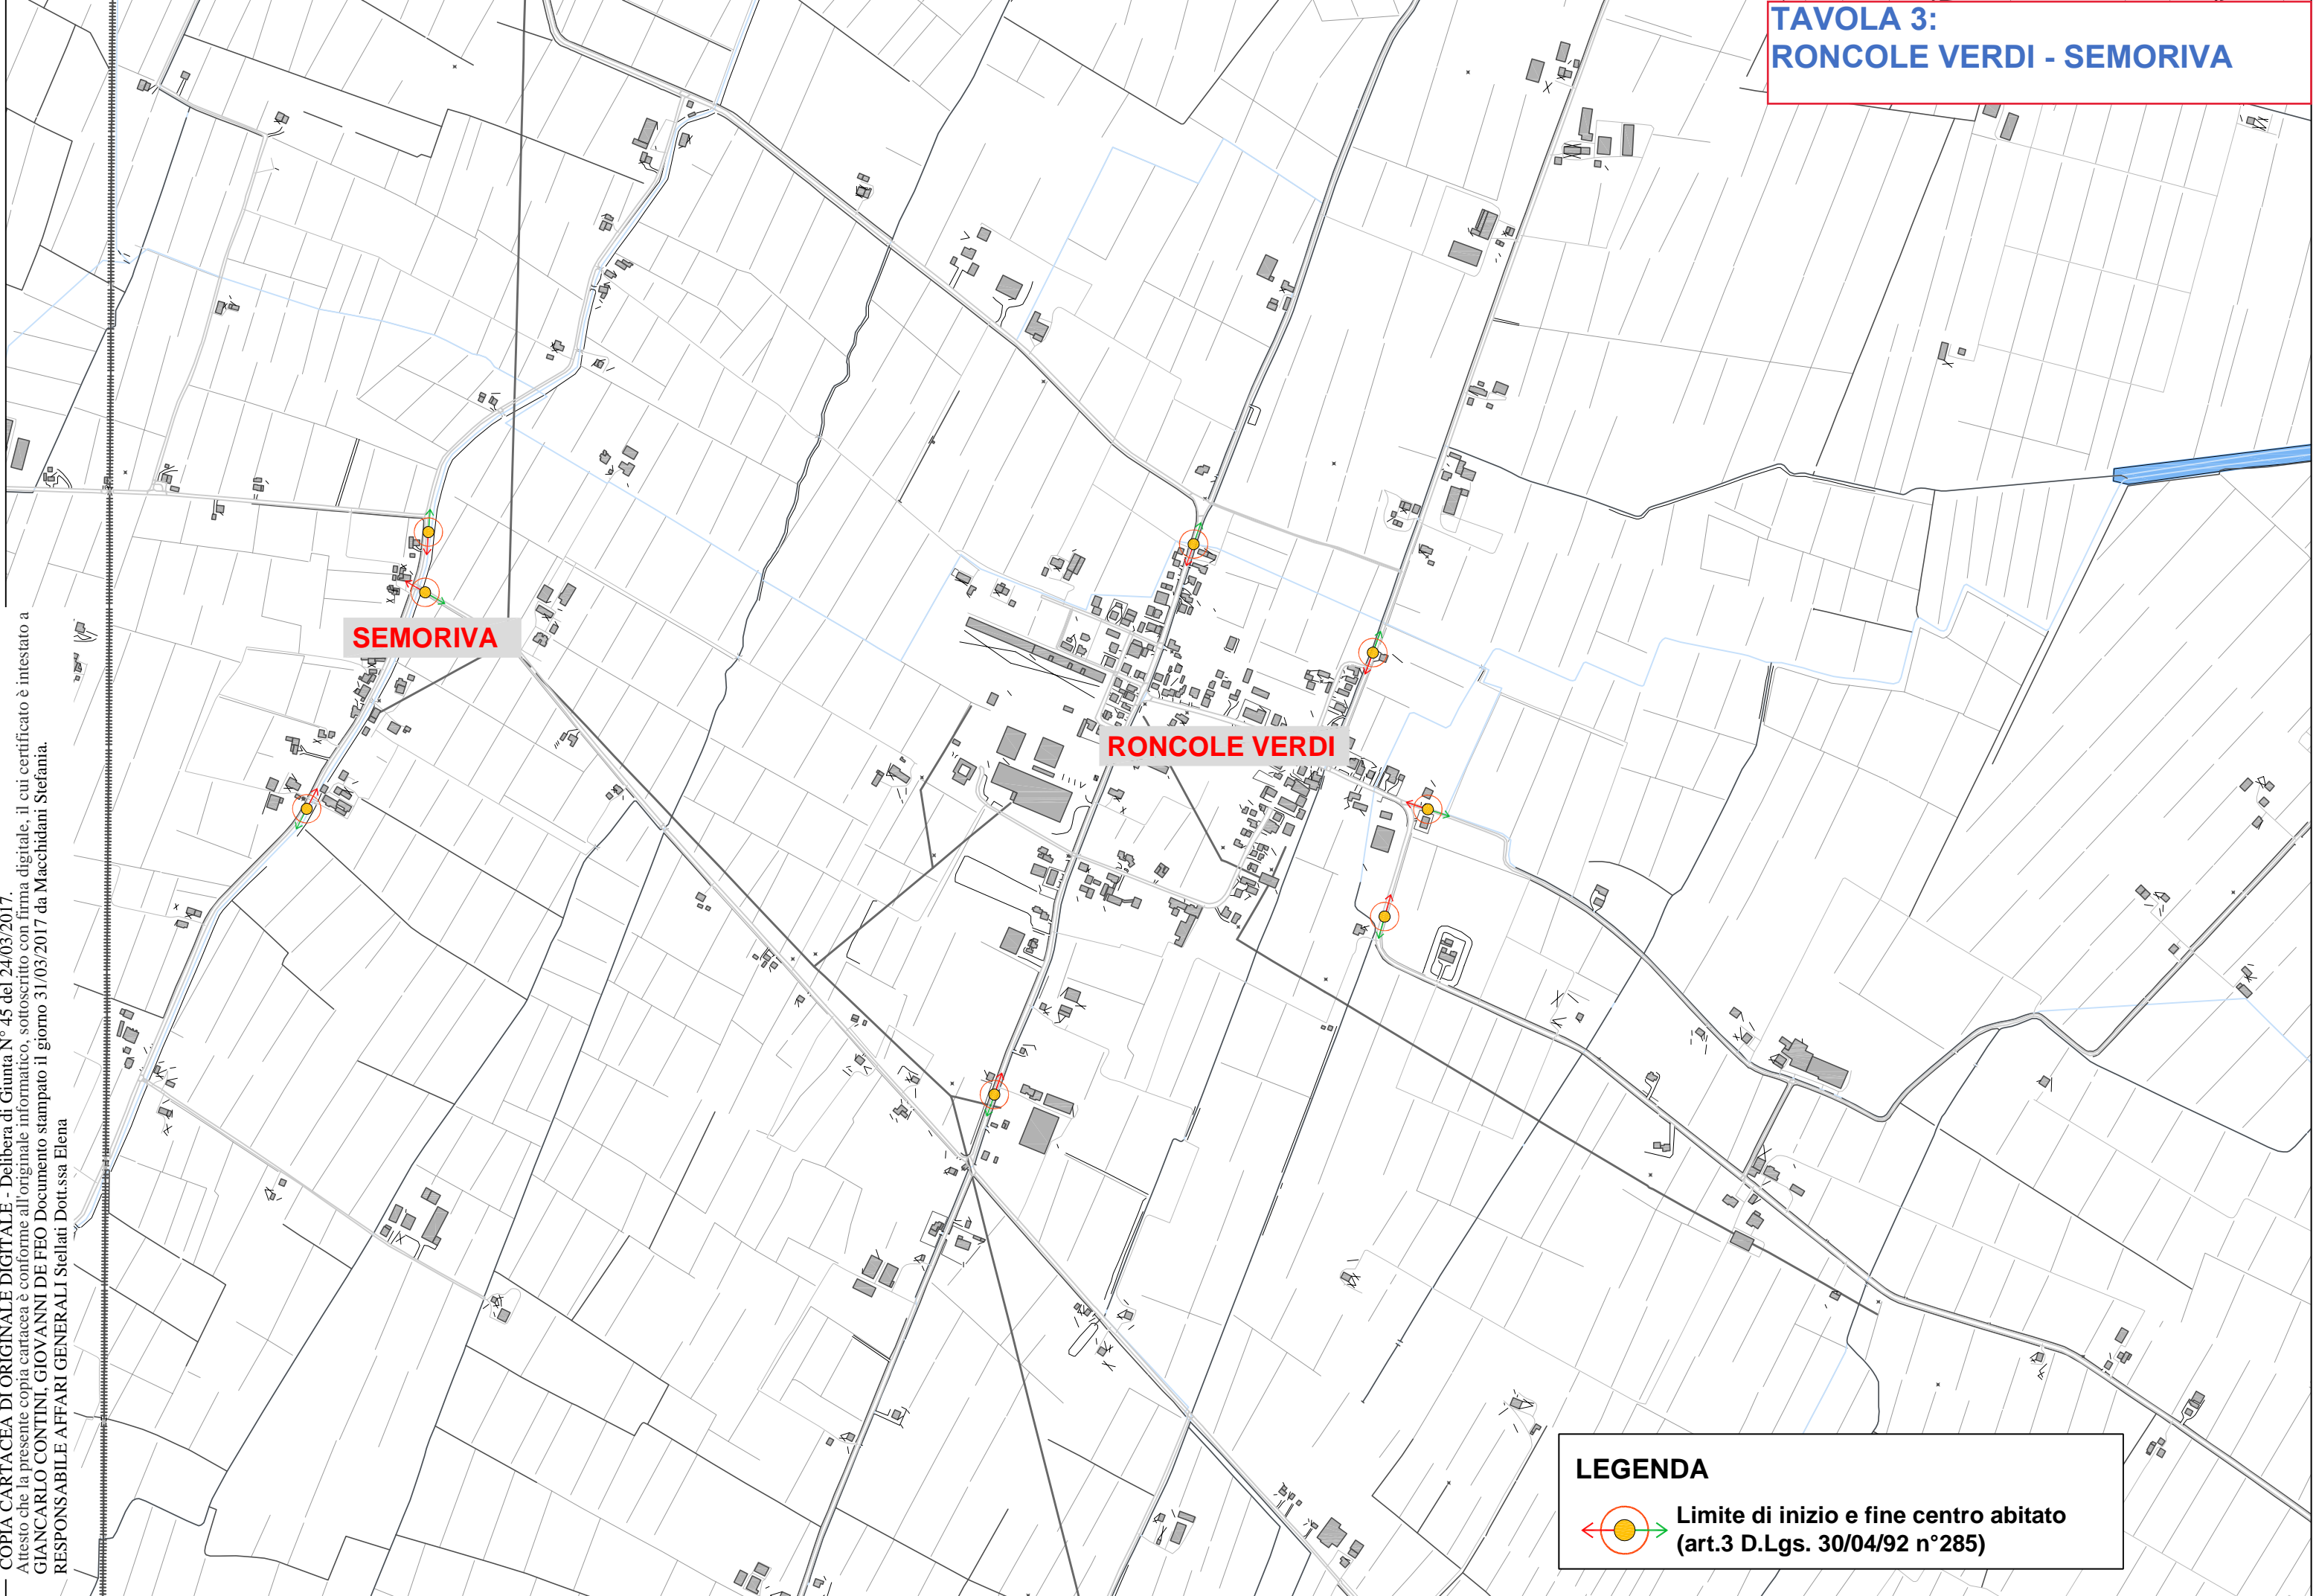 TAVOLA 3:
RONCOLE VERDI - SEMORIVA
SEMORIVA
RONCOLE VERDI
LEGENDA
Limite di inizio e fine centro abitato
(art.3 D.Lgs. 30/04/92 n°285)
COPIA CARTACEA DI ORIGINALE DIGITALE - Delibera di Giunta N° 45 del 24/03/2017.
Attesto che la presente copia cartacea è conforme all'originale informatico, sottoscritto con firma digitale, il cui certificato è intestato a
GIANCARLO CONTINI, GIOVANNI DE FEO Documento stampato il giorno 31/03/2017 da Macchidani Stefania.
RESPONSABILE AFFARI GENERALI Stellati Dott.ssa Elena